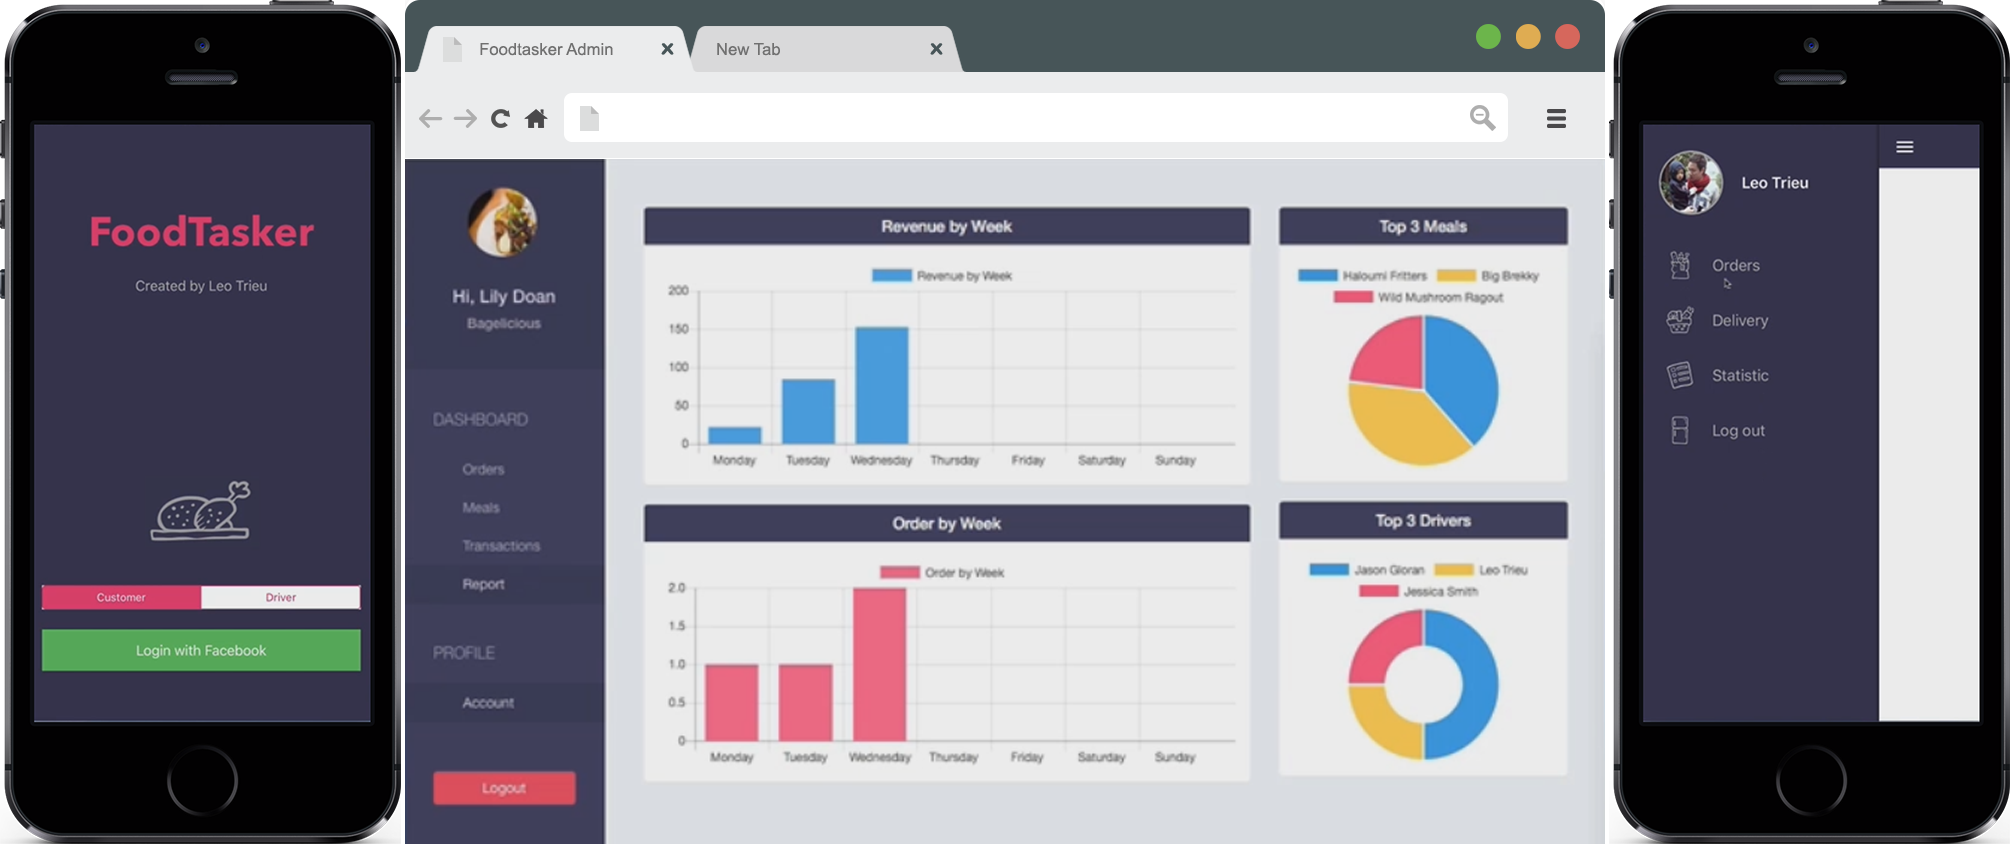 FoodTasker
Created by Leo Trieu
Customer Driver
Login with Facebook
Foodtasker Admin
New Tab
Hi, Lily Doan
Bagelicious
DASHBOARD
Orders
Meals
Transactions
Report
PROFILE
Account
Logout
Revenue by Week
Revenue by Week
200
150
100
50
0
Monday Tuesday Wednesday Thursday Friday Saturday Sunday
Top 3 Meals
Haloumi Fritters Big Brekky
Wild Mushroom Ragout
Order by Week
Order by Week
2.0
1.5
1.0
0.5
0
Monday Tuesday Wednesday Thursday Friday Saturday Sunday
Top 3 Drivers
Jason Gloran Leo Trieu
Jessica Smith
Leo Trieu
Orders
Delivery
Statistic
Log out